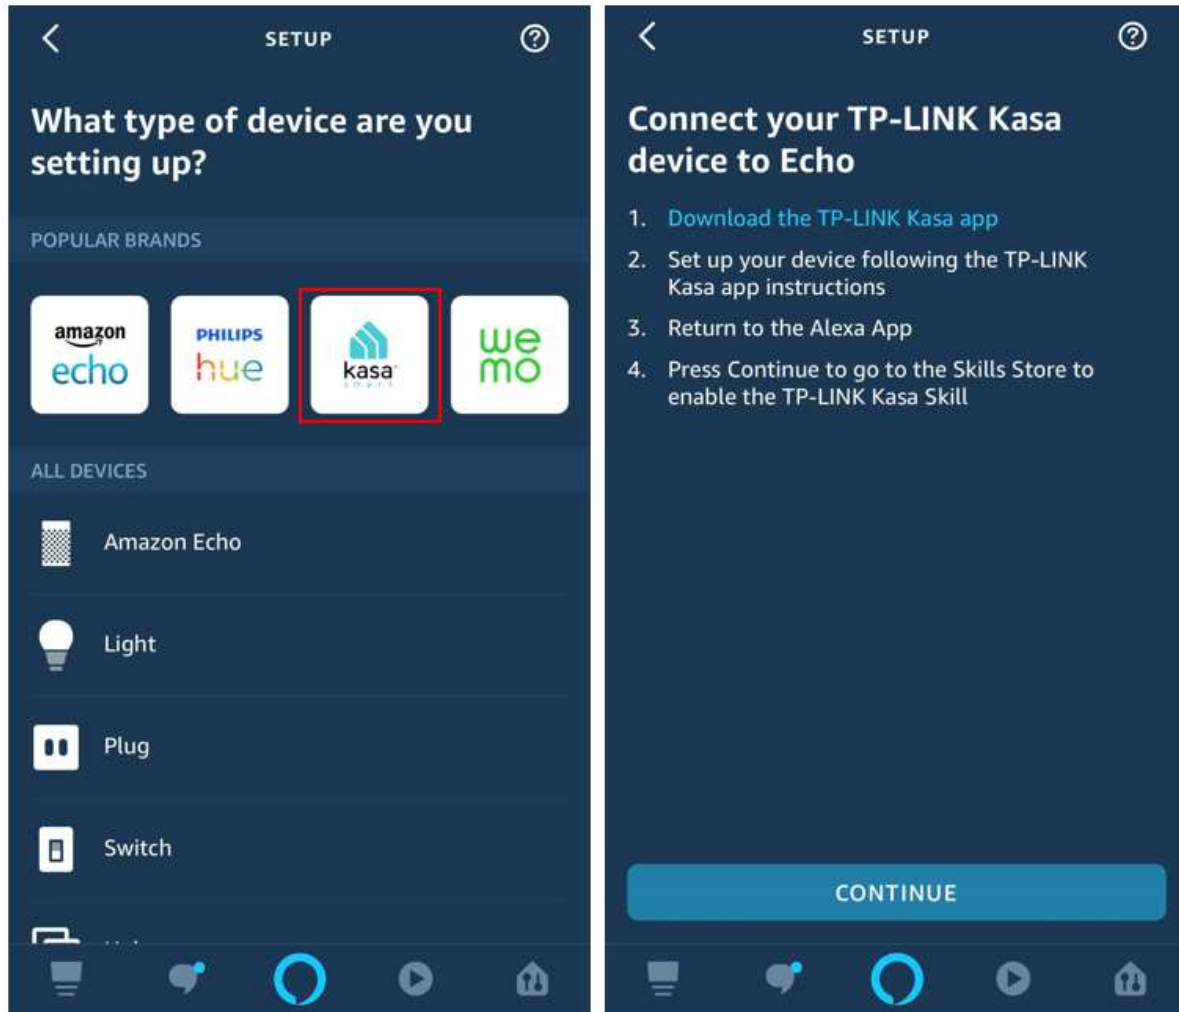 SETUP
What type of device are you
setting up?
POPULAR BRANDS
amazon
echo
PHILIPS
hue
kasa
smart
we
mo
ALL DEVICES
Amazon Echo
Light
Plug
Switch
SETUP
Connect your TP-LINK Kasa
device to Echo
1. Download the TP-LINK Kasa app
2. Set up your device following the TP-LINK
Kasa app instructions
3. Return to the Alexa App
4. Press Continue to go to the Skills Store to
enable the TP-LINK Kasa Skill
CONTINUE